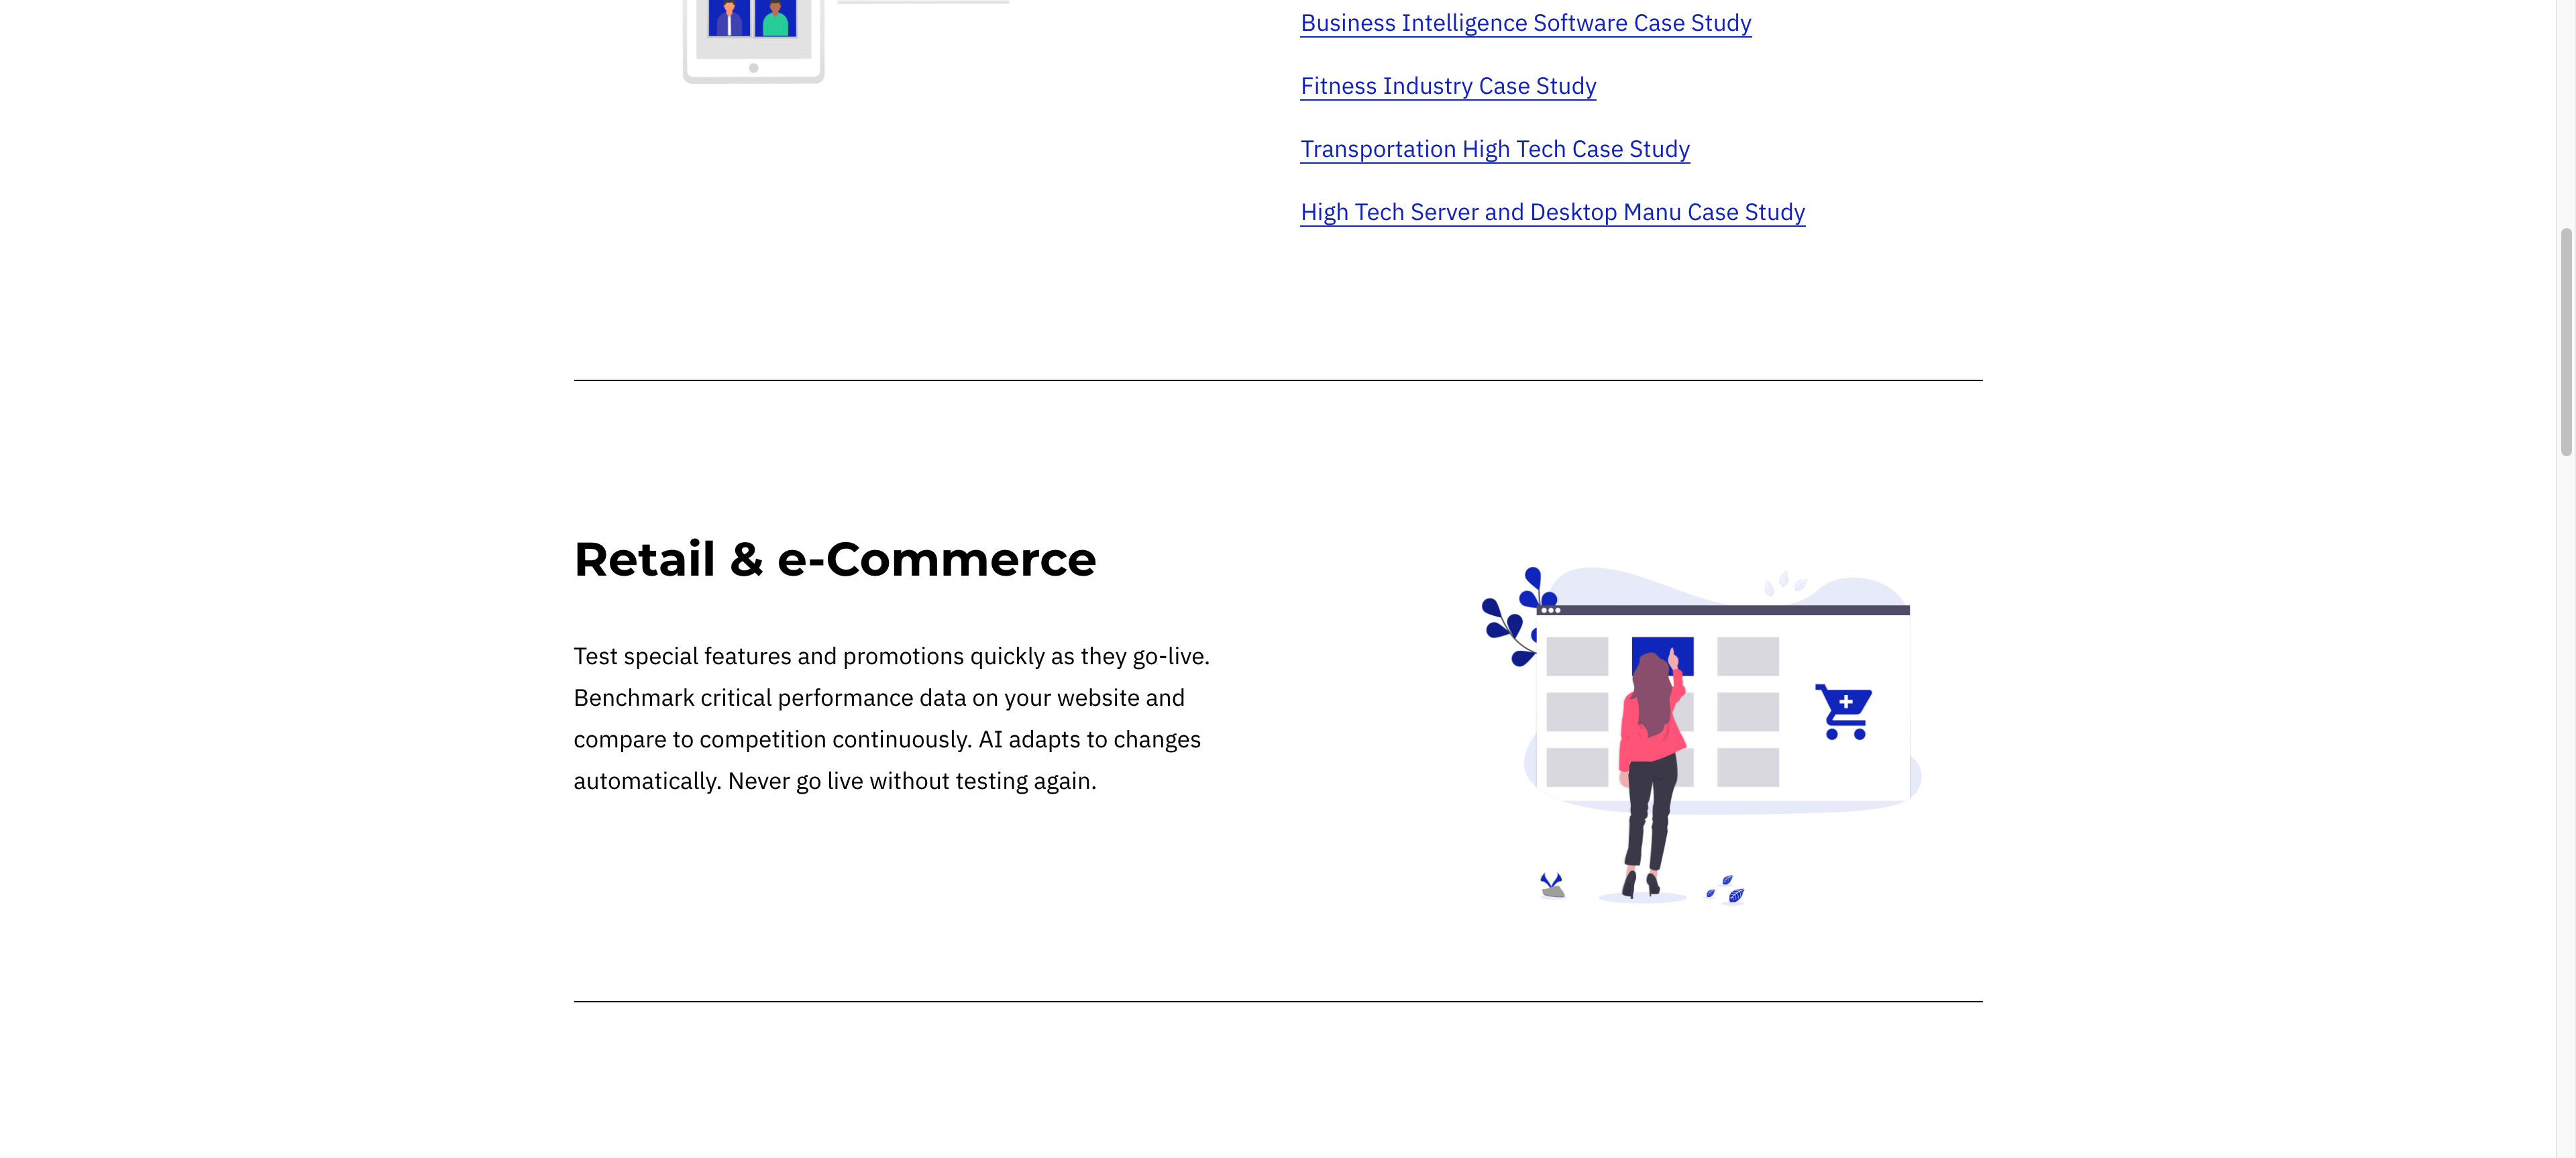 Business Intelligence Software Case Study
Fitness Industry Case Study
Transportation High Tech Case Study
High Tech Server and Desktop Manu Case Study
Retail & e-Commerce
Test special features and promotions quickly as they go-live.
Benchmark critical performance data on your website and
compare to competition continuously. AI adapts to changes
automatically. Never go live without testing again.